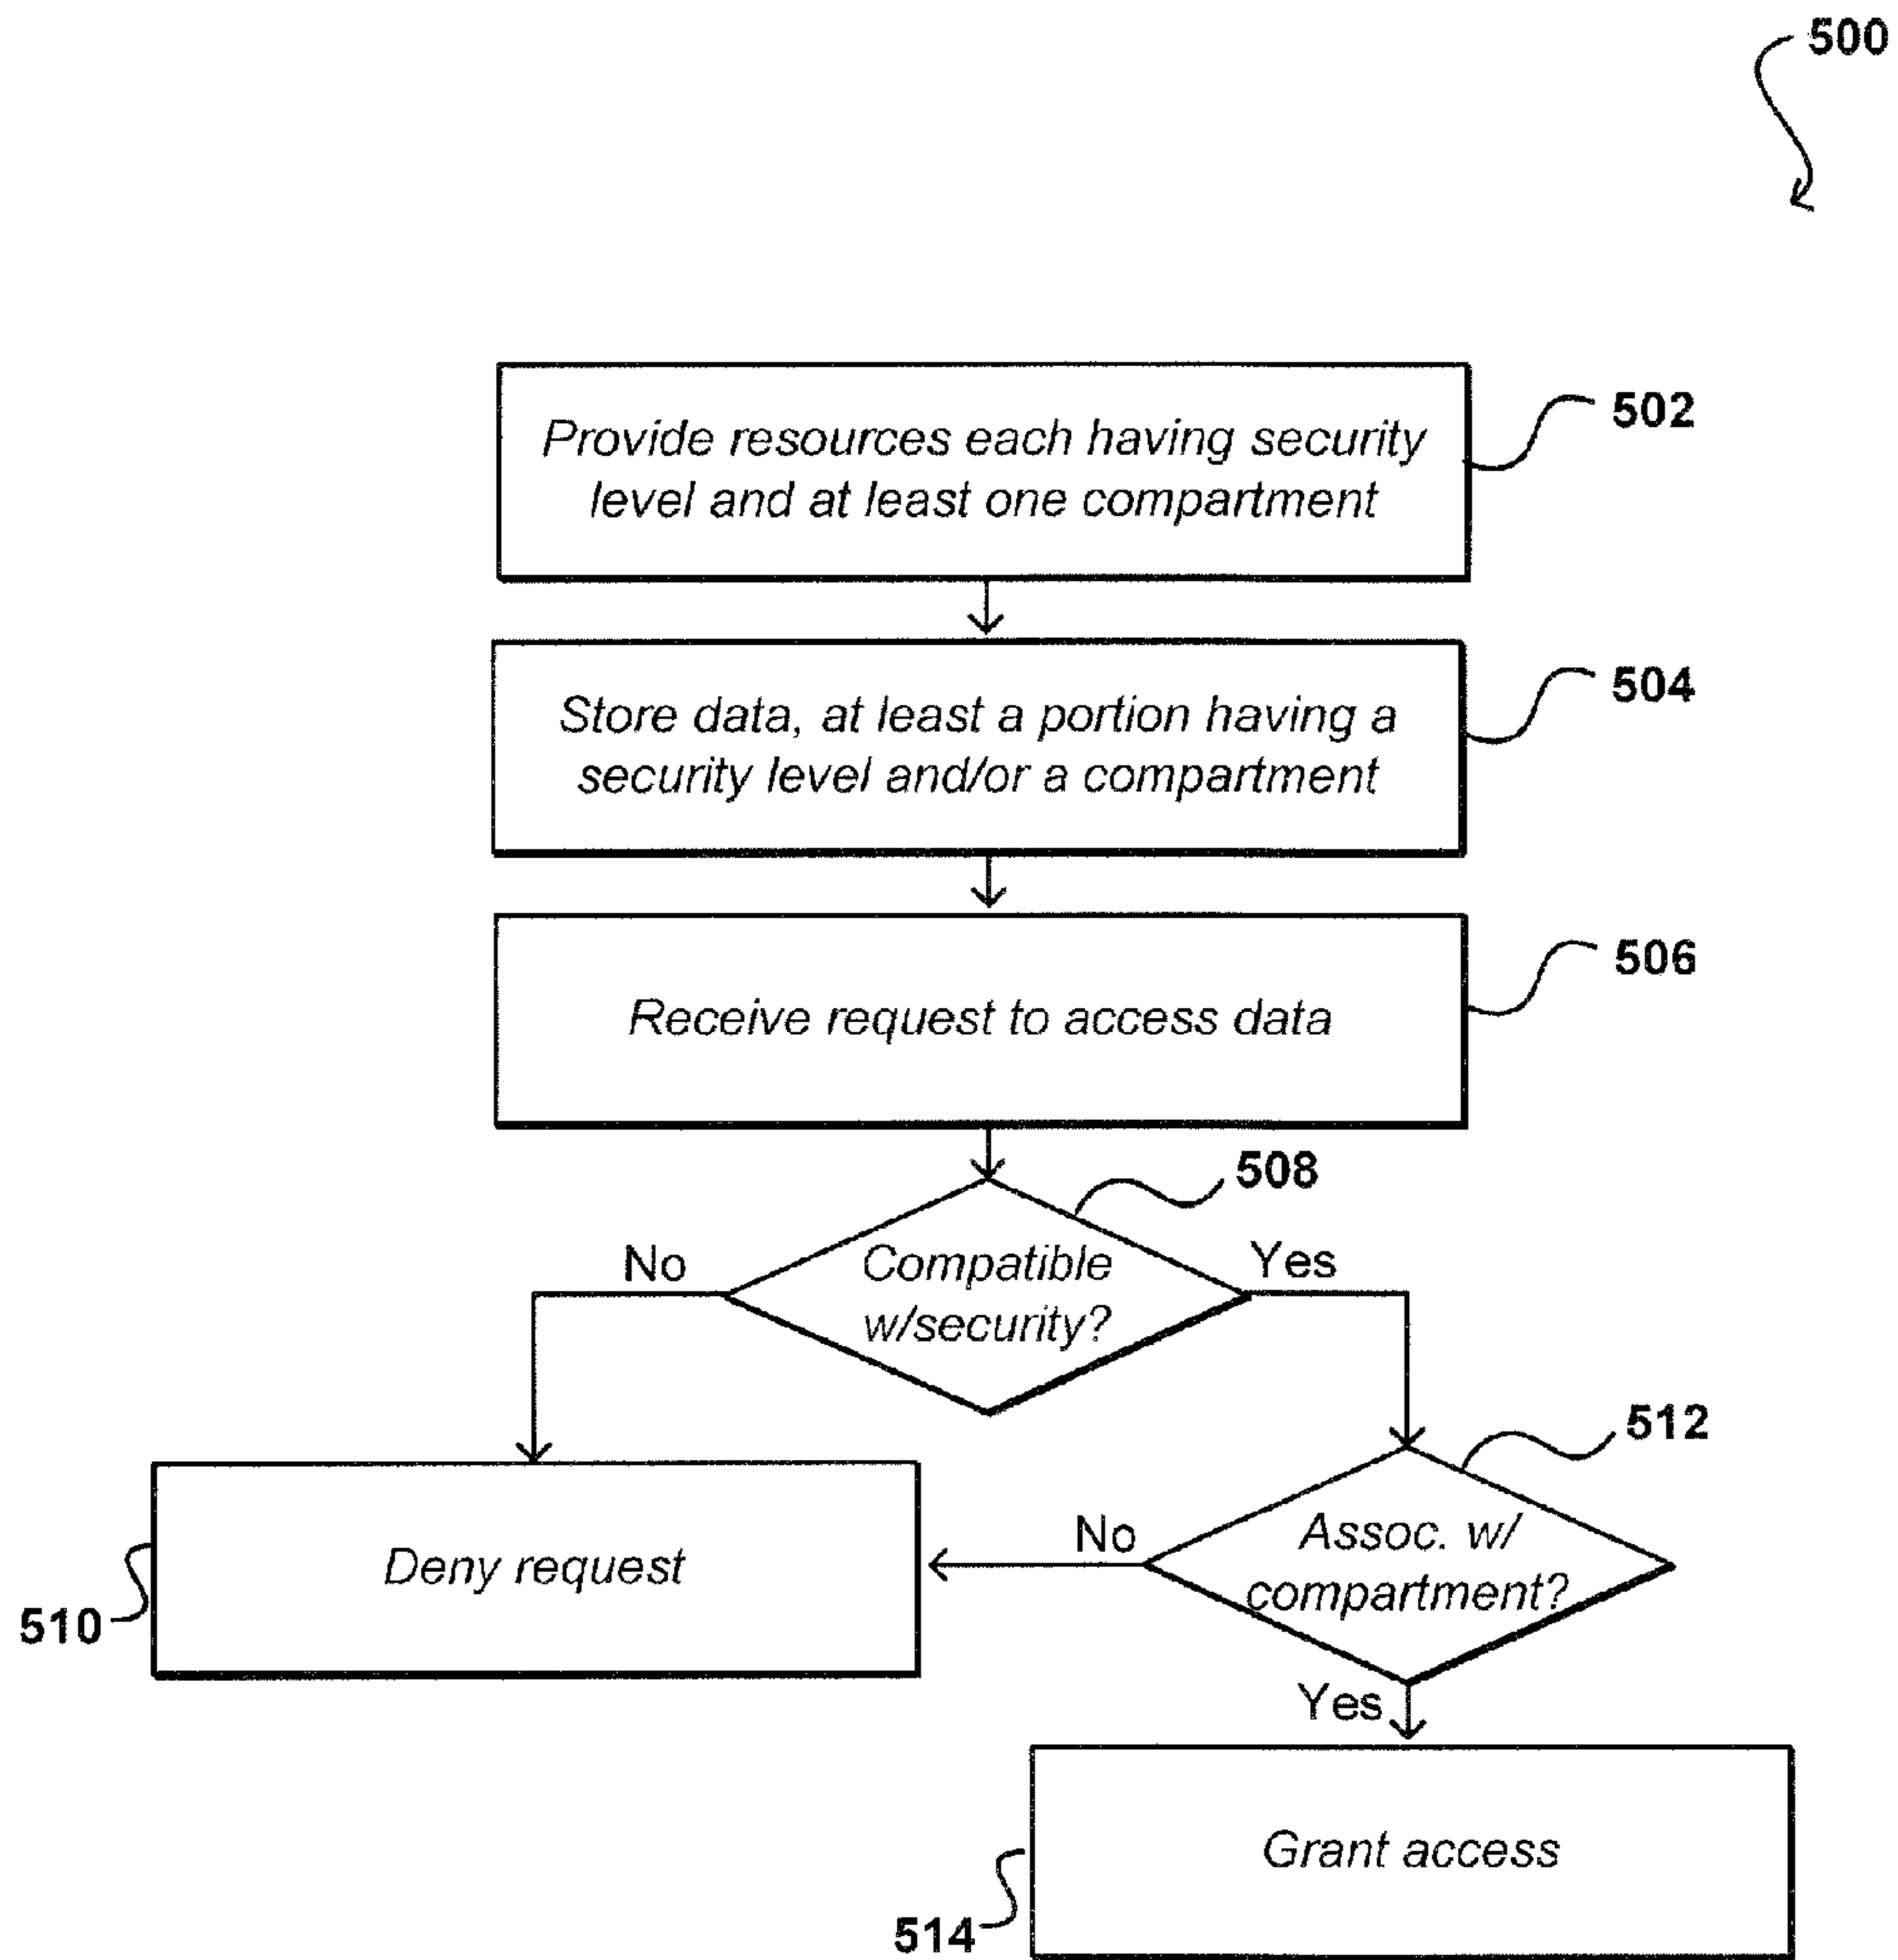 500
Provide resources each having security
level and at least one compartment
502
Store data, at least a portion having a
security level and/or a compartment
504
Receive request to access data
506
508
No
Compatible
w/security?
Yes
512
Deny request
510
No
Assoc. w/
compartment?
Yes
Grant access
514